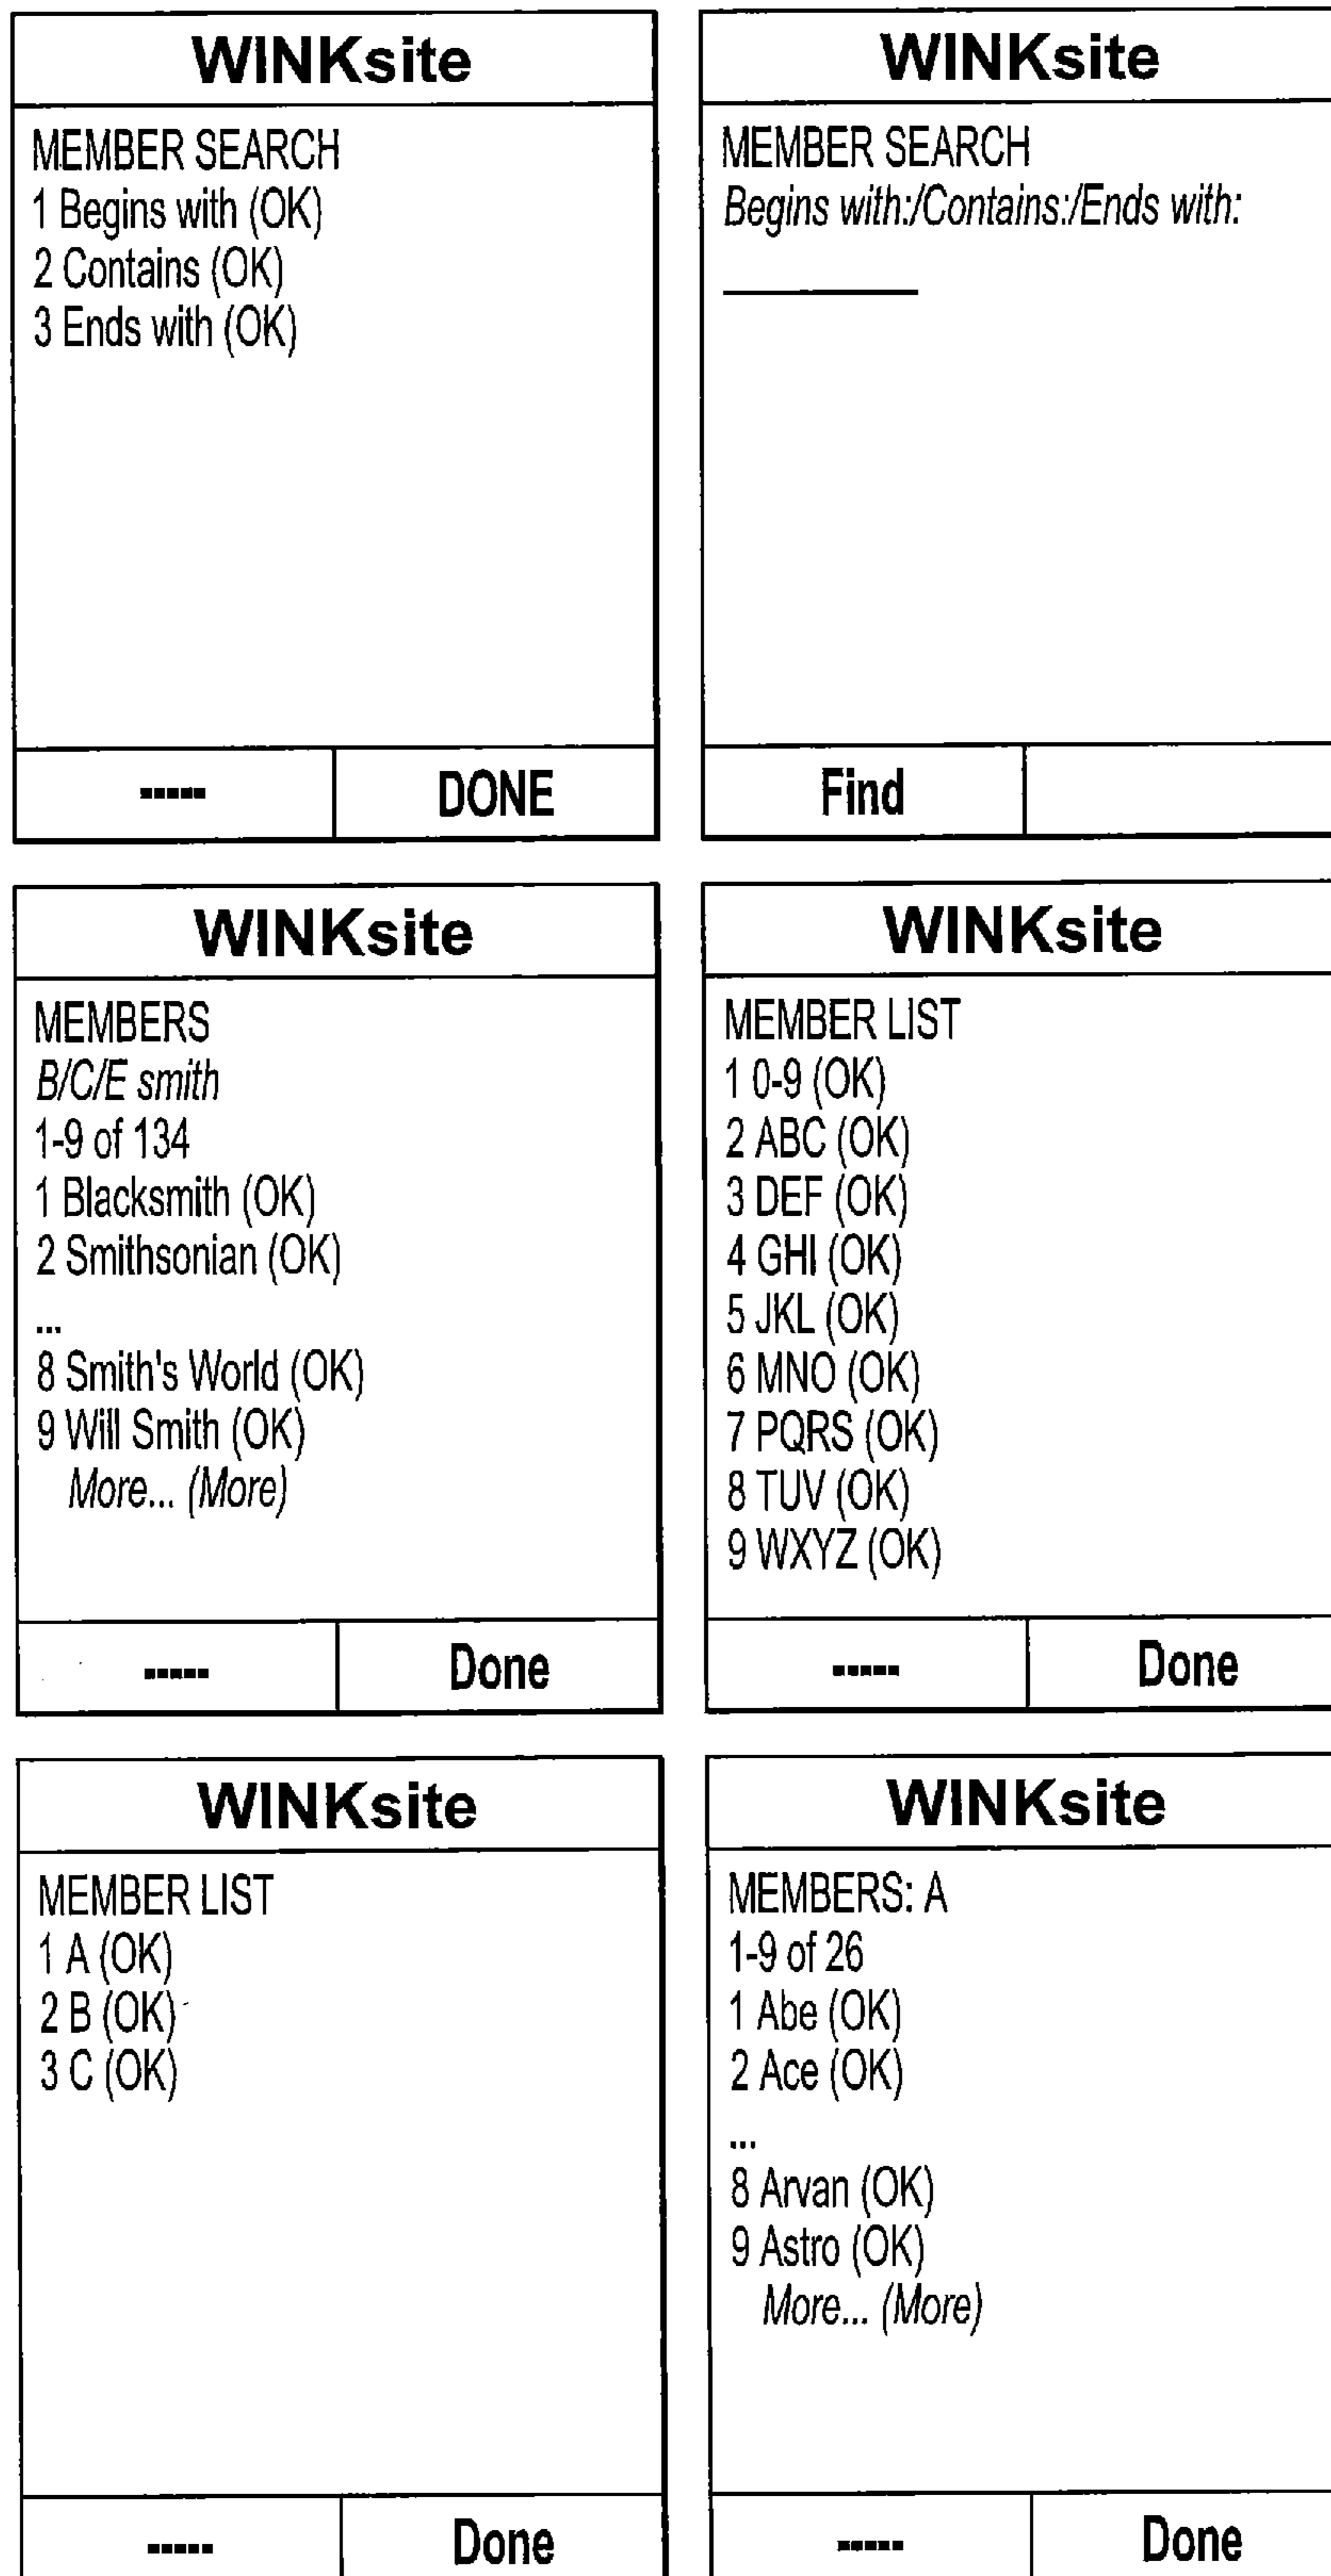 WINKsite
MEMBER SEARCH
1 Begins with (OK)
2 Contains (OK)
3 Ends with (OK)
----- DONE
WINKsite
MEMBER SEARCH
Begins with:/Contains:/Ends with:
Find
WINKsite
MEMBERS
B/C/E smith
1-9 of 134
1 Blacksmith (OK)
2 Smithsonian (OK)
...
8 Smith's World (OK)
9 Will Smith (OK)
More... (More)
----- Done
WINKsite
MEMBER LIST
1 0-9 (OK)
2 ABC (OK)
3 DEF (OK)
4 GHI (OK)
5 JKL (OK)
6 MNO (OK)
7 PQRS (OK)
8 TUV (OK)
9 WXYZ (OK)
----- Done
WINKsite
MEMBER LIST
1 A (OK)
2 B (OK)
3 C (OK)
----- Done
WINKsite
MEMBERS: A
1-9 of 26
1 Abe (OK)
2 Ace (OK)
...
8 Arvan (OK)
9 Astro (OK)
More... (More)
----- Done